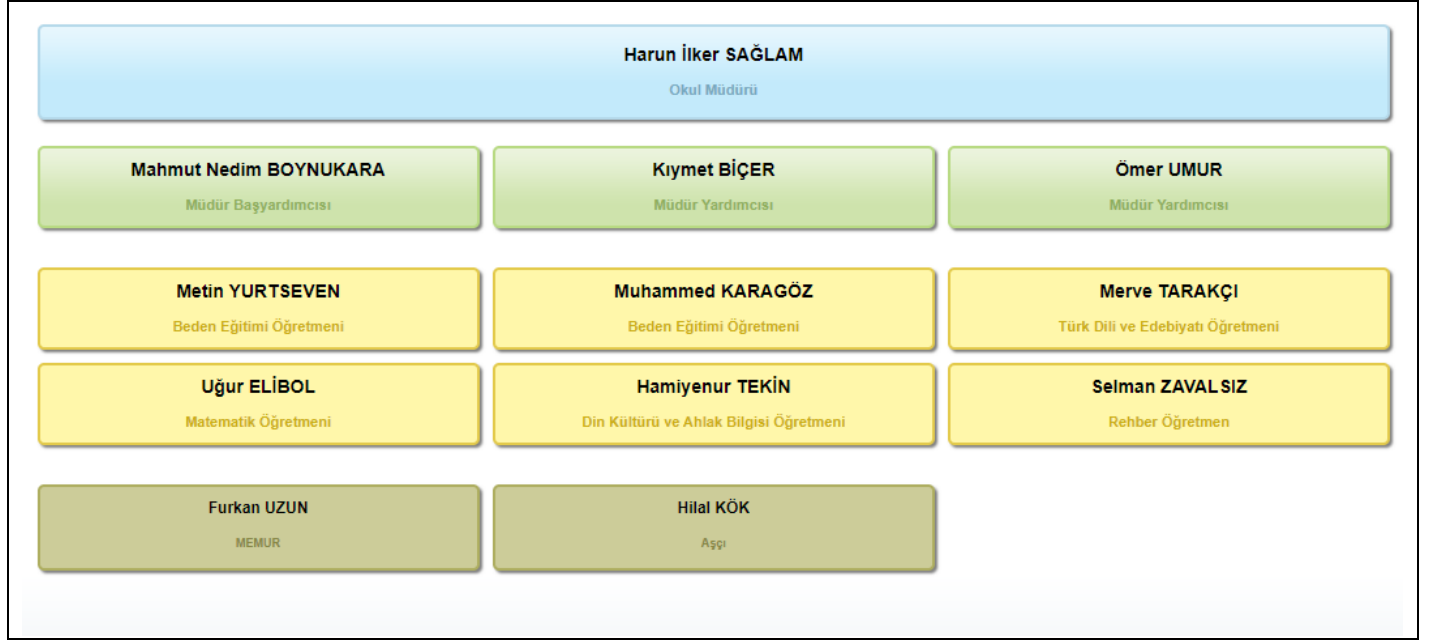 Harun İlker SAĞLAM
Okul Müdürü
Mahmut Nedim BOYNUKARA
Müdür Başyardımcısı
Kıymet BİÇER
Müdür Yardımcısı
Ömer UMUR
Müdür Yardımcısı
Metin YURTSEVEN
Beden Eğitimi Öğretmeni
Muhammed KARAGÖZ
Beden Eğitimi Öğretmeni
Merve TARAKÇI
Türk Dili ve Edebiyatı Öğretmeni
Uğur ELİBOL
Matematik Öğretmeni
Hamiyenur TEKİN
Din Kültürü ve Ahlak Bilgisi Öğretmeni
Selman ZAVALSIZ
Rehber Öğretmen
Furkan UZUN
MEMUR
Hilal KÖK
Aşçı